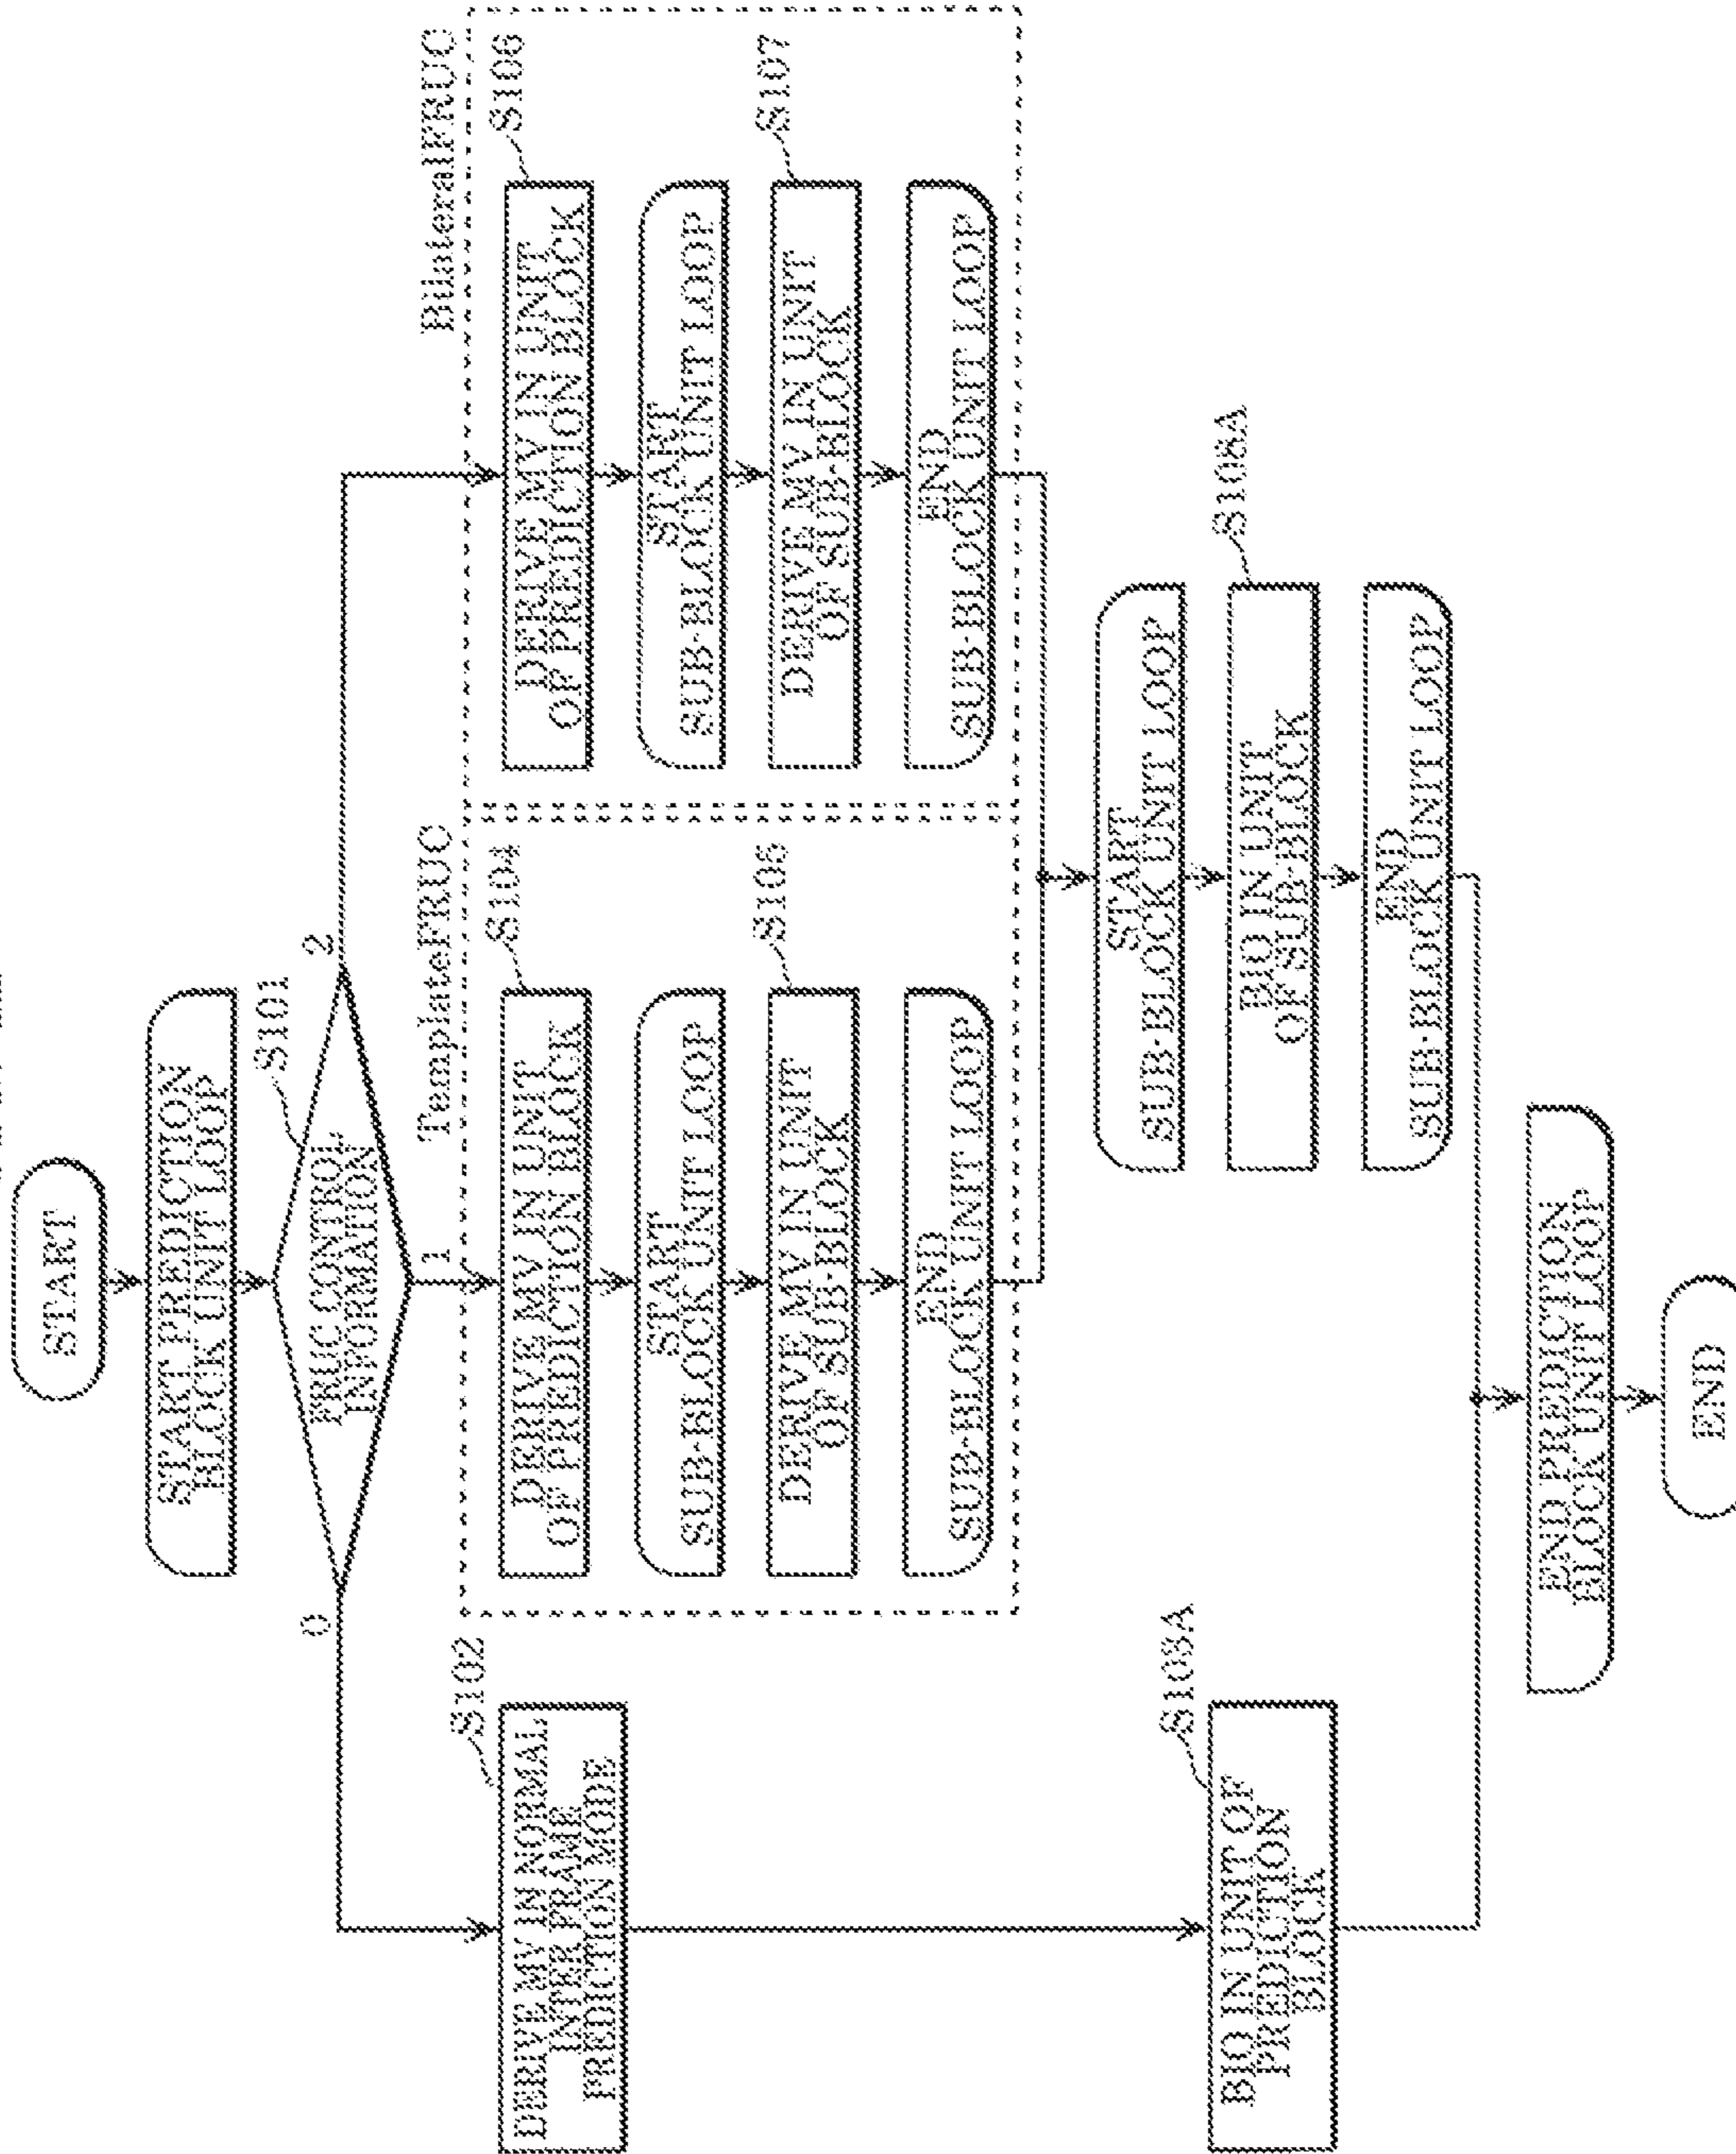 START
START PREDICTION
BLOCK UNIT LOOP
S101
FRUC CONTROL
INFORMATION
0
1
2
S102
DERIVE MV IN NORMAL
INTER FRAME
PREDICTION MODE
TemplateFRUC
S104
DERIVE MV IN UNIT
OF PREDICTION BLOCK
START
SUB-BLOCK UNIT LOOP
S105
DERIVE MV IN UNIT
OF SUB-BLOCK
END
SUB-BLOCK UNIT LOOP
BilateralFRUC
S106
DERIVE MV IN UNIT
OF PREDICTION BLOCK
START
SUB-BLOCK UNIT LOOP
S107
DERIVE MV IN UNIT
OF SUB-BLOCK
END
SUB-BLOCK UNIT LOOP
S103A
BIO IN UNIT OF
PREDICTION
BLOCK
START
SUB-BLOCK UNIT LOOP
S108A
BIO IN UNIT
OF SUB-BLOCK
END
SUB-BLOCK UNIT LOOP
END PREDICTION
BLOCK UNIT LOOP
END